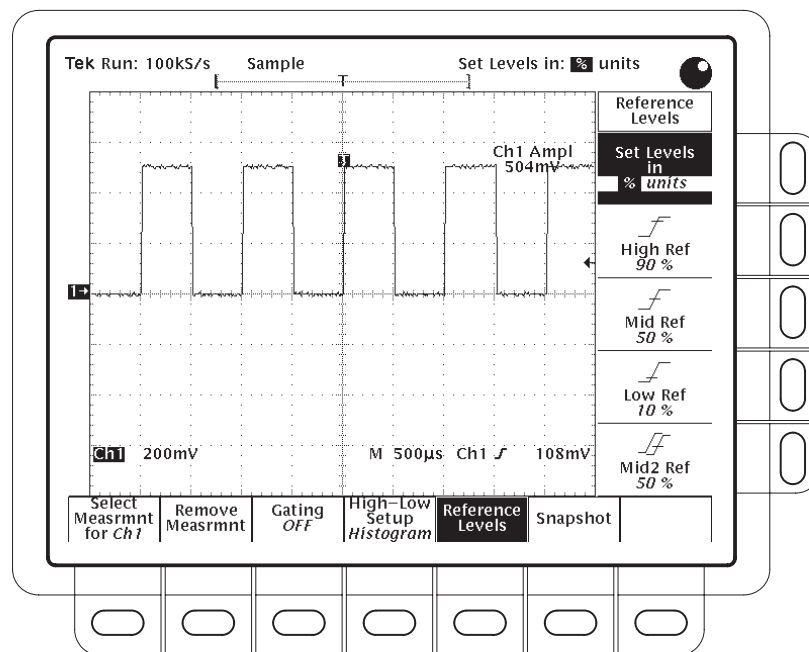 Tek Run: 100kS/s Sample Set Levels in: % units
T
Reference
Levels
Set Levels
in
% units
Ch1 Ampl
504mV
High Ref
90 %
1→
Mid Ref
50 %
Low Ref
10 %
Ch1 200mV M 500µs Ch1 108mV
Mid2 Ref
50 %
Select
Measrmnt
for Ch1
Remove
Measrmnt
Gating
OFF
High–Low
Setup
Histogram
Reference
Levels
Snapshot